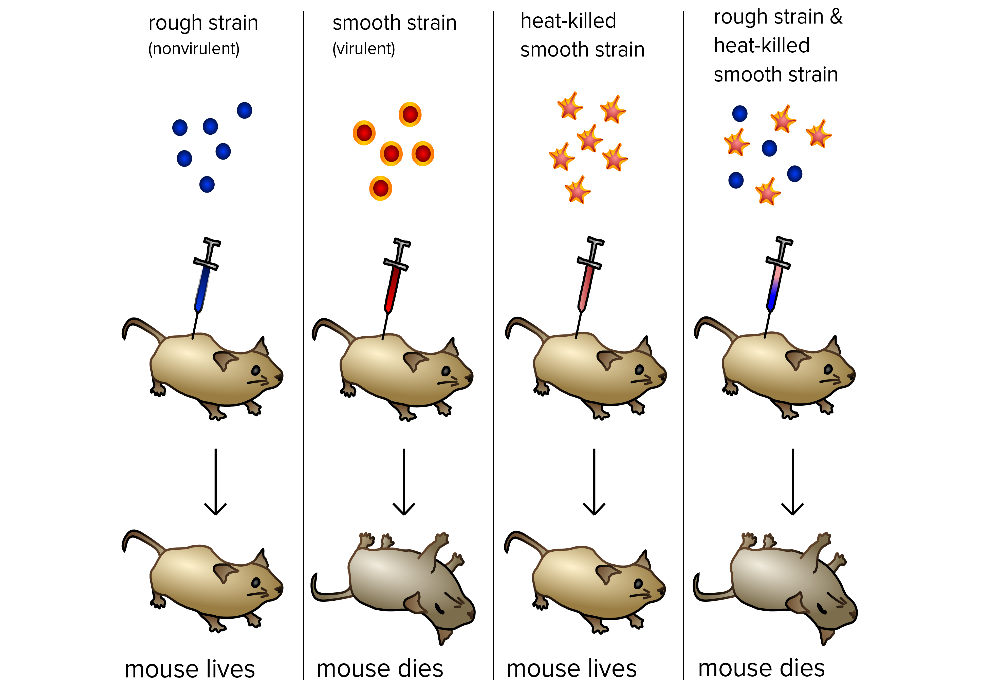 rough strain
(nonvirulent)
smooth strain
(virulent)
heat-killed
smooth strain
rough strain &
heat-killed
smooth strain
mouse lives
mouse dies
mouse lives
mouse dies